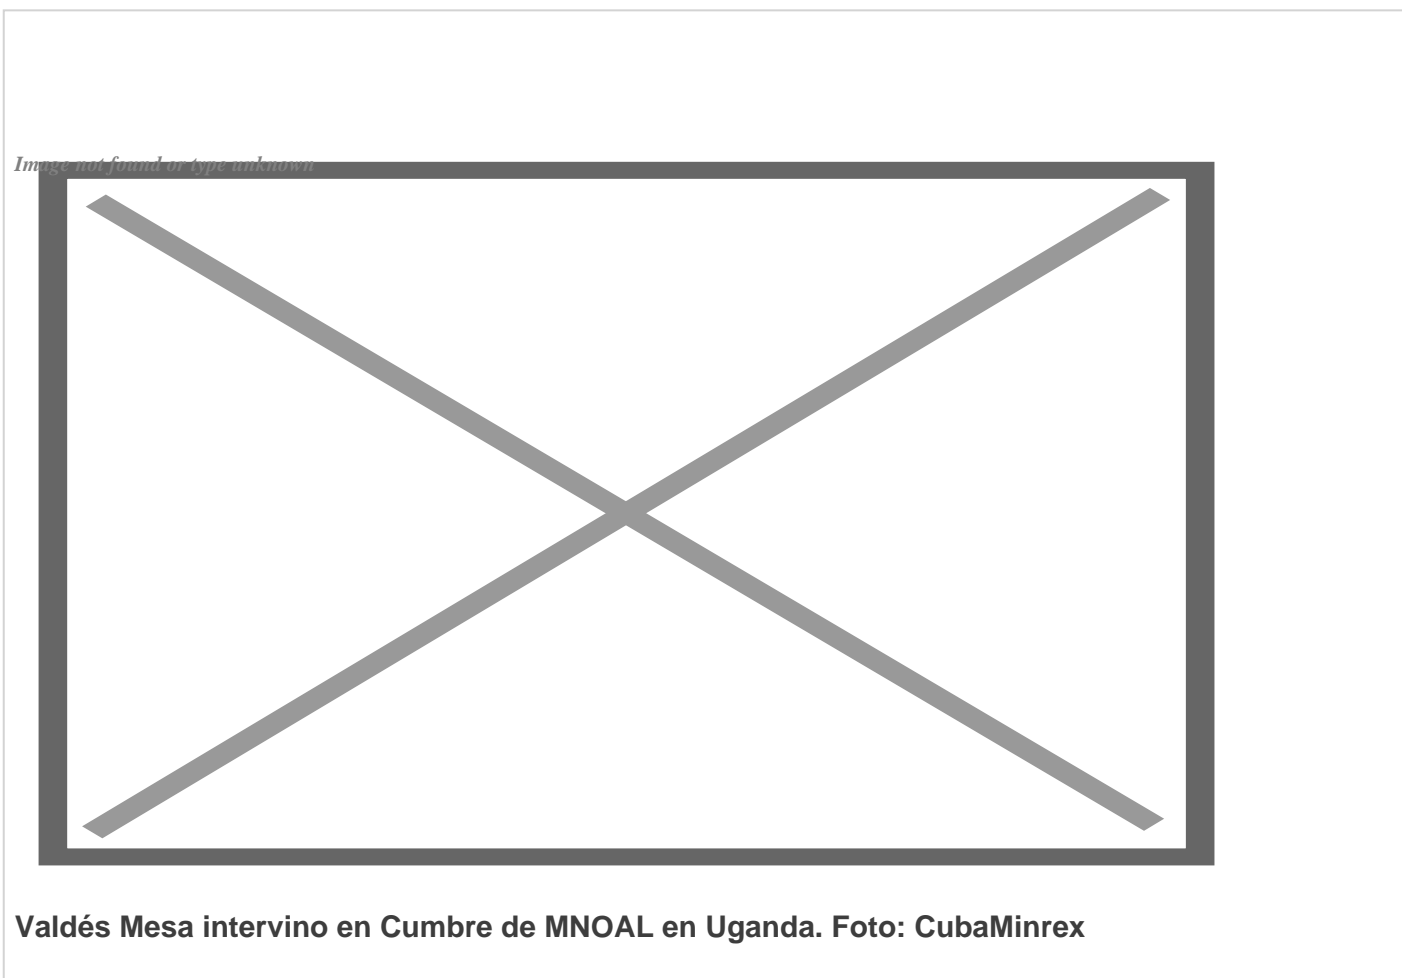 Image not found or type unknown
Valdés Mesa intervino en Cumbre de MNOAL en Uganda. Foto: CubaMinrex